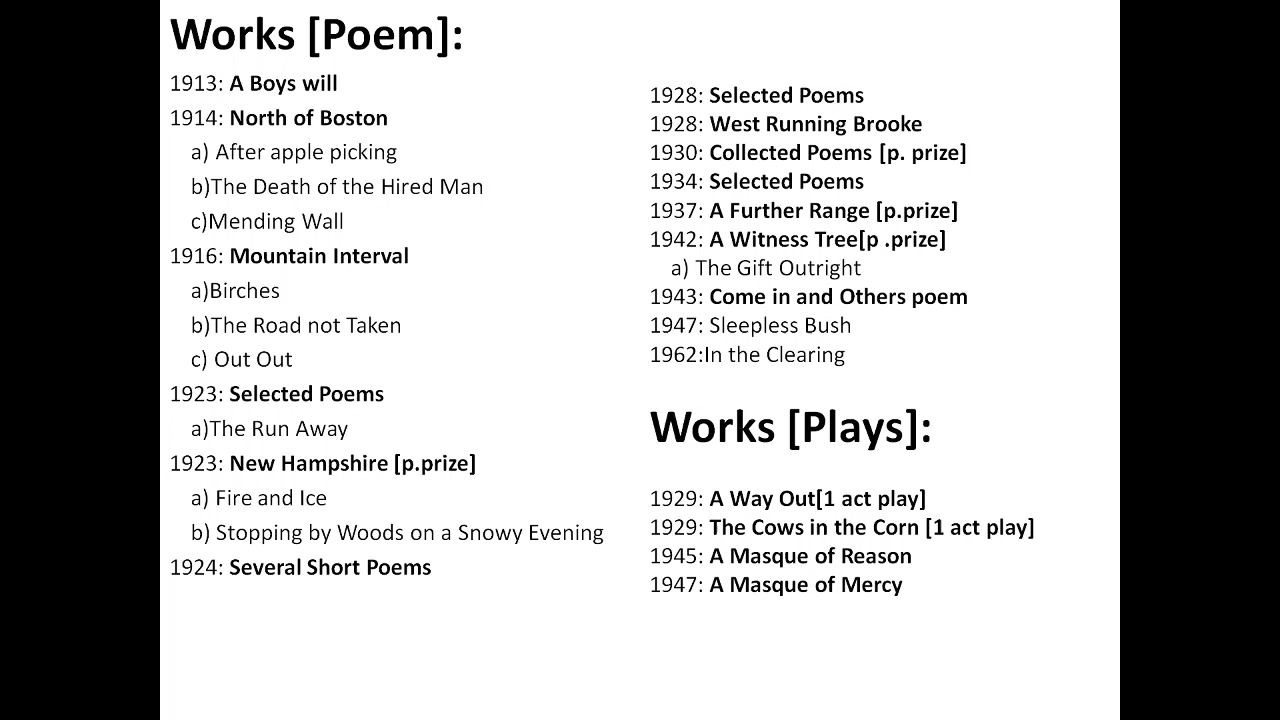 Works [Poem]:
1913: A Boys will
1914: North of Boston
a) After apple picking
b)The Death of the Hired Man
c)Mending Wall
1916: Mountain Interval
a)Birches
b)The Road not Taken
c) Out Out
1923: Selected Poems
a)The Run Away
1923: New Hampshire [p.prize]
a) Fire and Ice
b) Stopping by Woods on a Snowy Evening
1924: Several Short Poems
1928: Selected Poems
1928: West Running Brooke
1930: Collected Poems [p. prize]
1934: Selected Poems
1937: A Further Range [p.prize]
1942: A Witness Tree[p .prize]
a) The Gift Outright
1943: Come in and Others poem
1947: Sleepless Bush
1962:In the Clearing
Works [Plays]:
1929: A Way Out[1 act play]
1929: The Cows in the Corn [1 act play]
1945: A Masque of Reason
1947: A Masque of Mercy